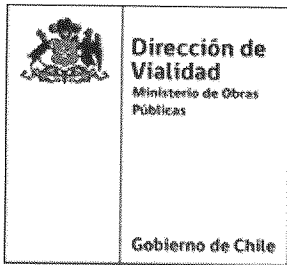 Dirección de
Vialidad
Ministerio de Obras
Públicas
Gobierno de Chile